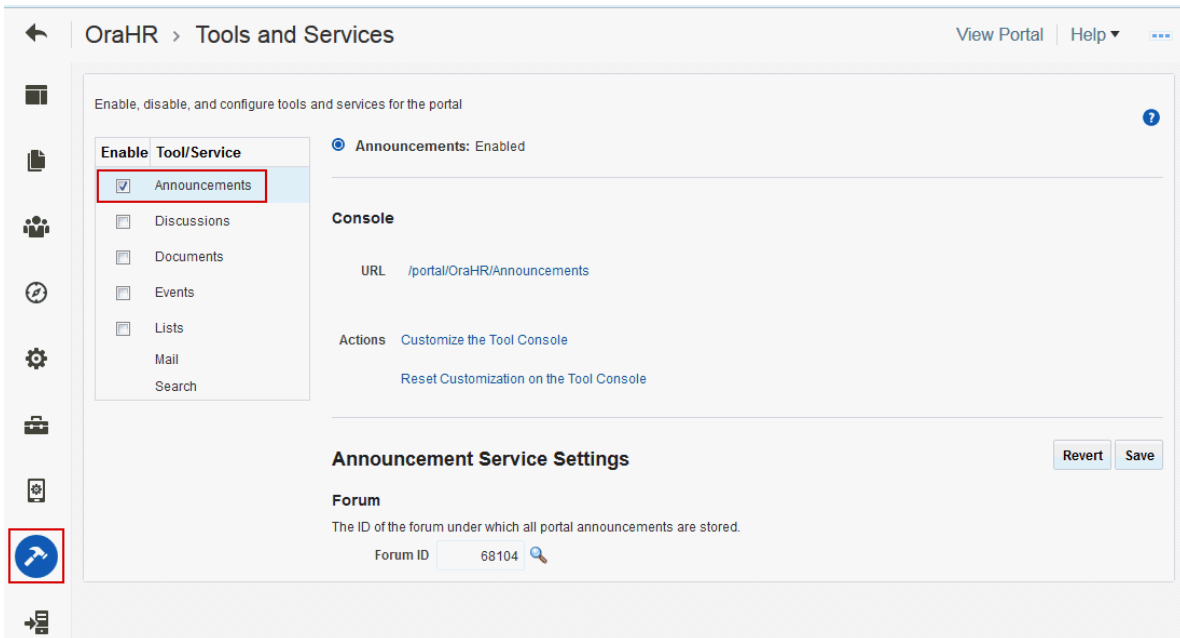 OraHR > Tools and Services
View Portal
Help ▾
Enable, disable, and configure tools and services for the portal
?
Enable Tool/Service
Announcements
Discussions
Documents
Events
Lists
Mail
Search
Announcements: Enabled
Console
URL /portal/OraHR/Announcements
Actions Customize the Tool Console
Reset Customization on the Tool Console
Announcement Service Settings
Revert
Save
Forum
The ID of the forum under which all portal announcements are stored.
Forum ID 68104